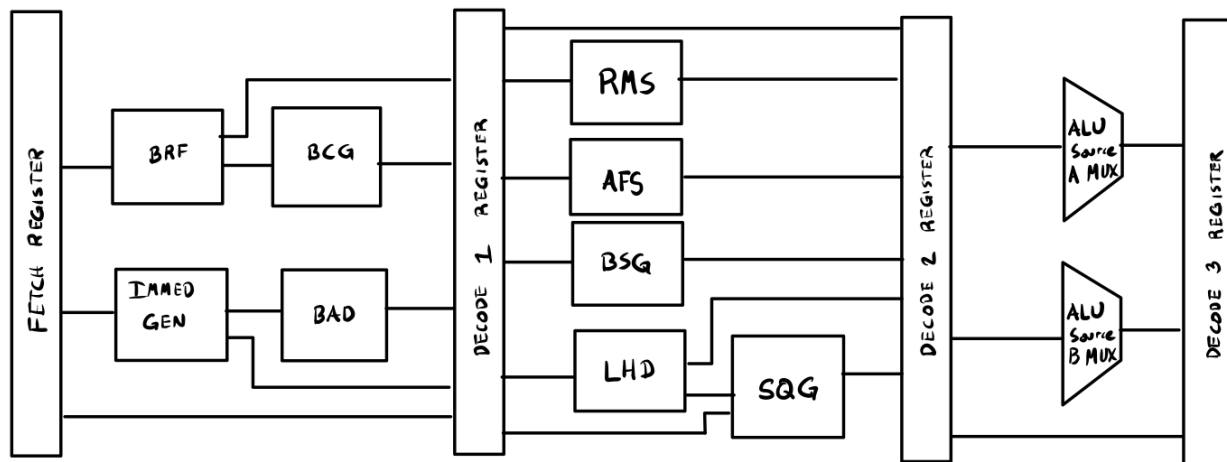 FETCH REGISTER
BRF
BCG
IMMED
GEN
BAD
DECODE 1 REGISTER
RMS
AFS
BSG
LHD
SQG
DECODE 2 REGISTER
ALU
Source
A MUX
ALU
Source
B MUX
DECODE 3 REGISTER